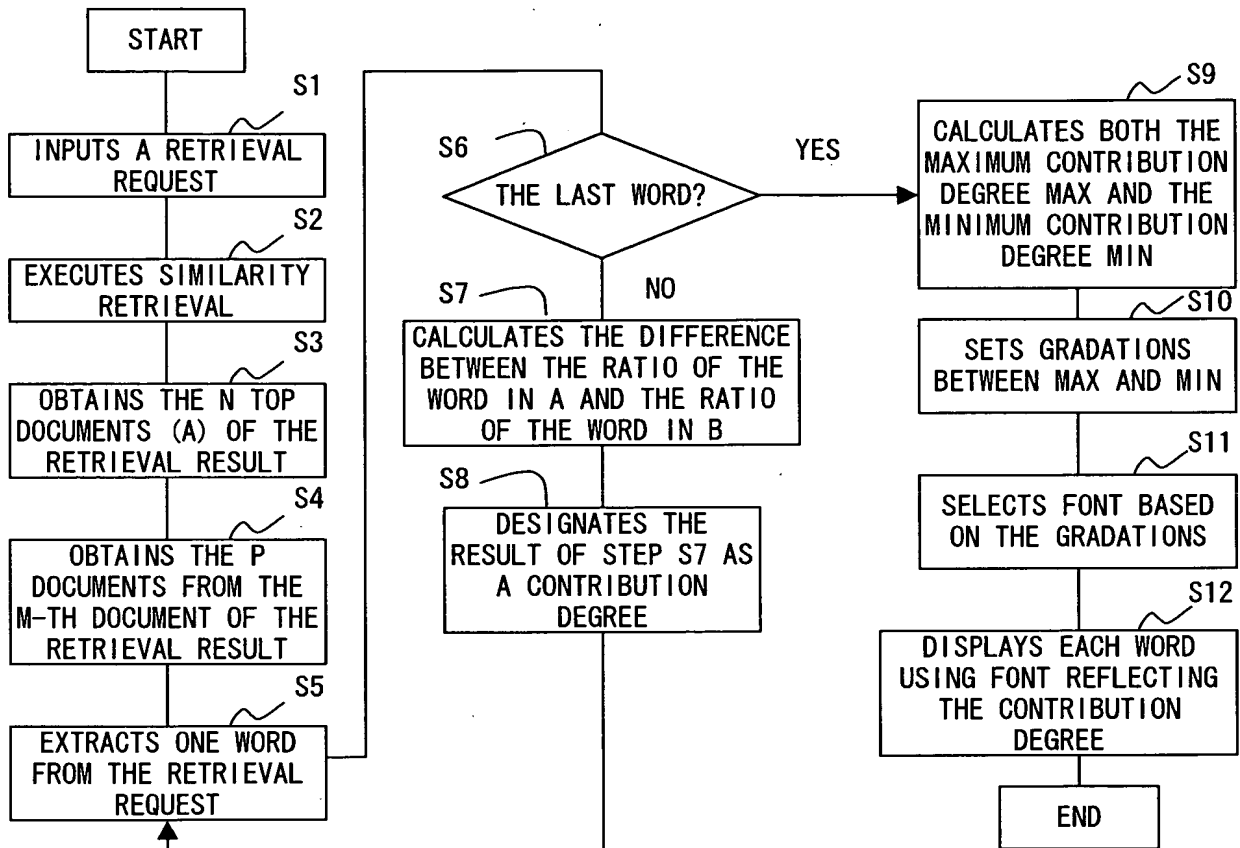 START
S1
INPUTS A RETRIEVAL
REQUEST
S2
EXECUTES SIMILARITY
RETRIEVAL
S3
OBTAINS THE N TOP
DOCUMENTS (A) OF THE
RETRIEVAL RESULT
S4
OBTAINS THE P
DOCUMENTS FROM THE
M-TH DOCUMENT OF THE
RETRIEVAL RESULT
S5
EXTRACTS ONE WORD
FROM THE RETRIEVAL
REQUEST
S6
THE LAST WORD?
YES
NO
S7
CALCULATES THE DIFFERENCE
BETWEEN THE RATIO OF THE
WORD IN A AND THE RATIO
OF THE WORD IN B
S8
DESIGNATES THE
RESULT OF STEP S7 AS
A CONTRIBUTION
DEGREE
S9
CALCULATES BOTH THE
MAXIMUM CONTRIBUTION
DEGREE MAX AND THE
MINIMUM CONTRIBUTION
DEGREE MIN
S10
SETS GRADATIONS
BETWEEN MAX AND MIN
S11
SELECTS FONT BASED
ON THE GRADATIONS
S12
DISPLAYS EACH WORD
USING FONT REFLECTING
THE CONTRIBUTION
DEGREE
END